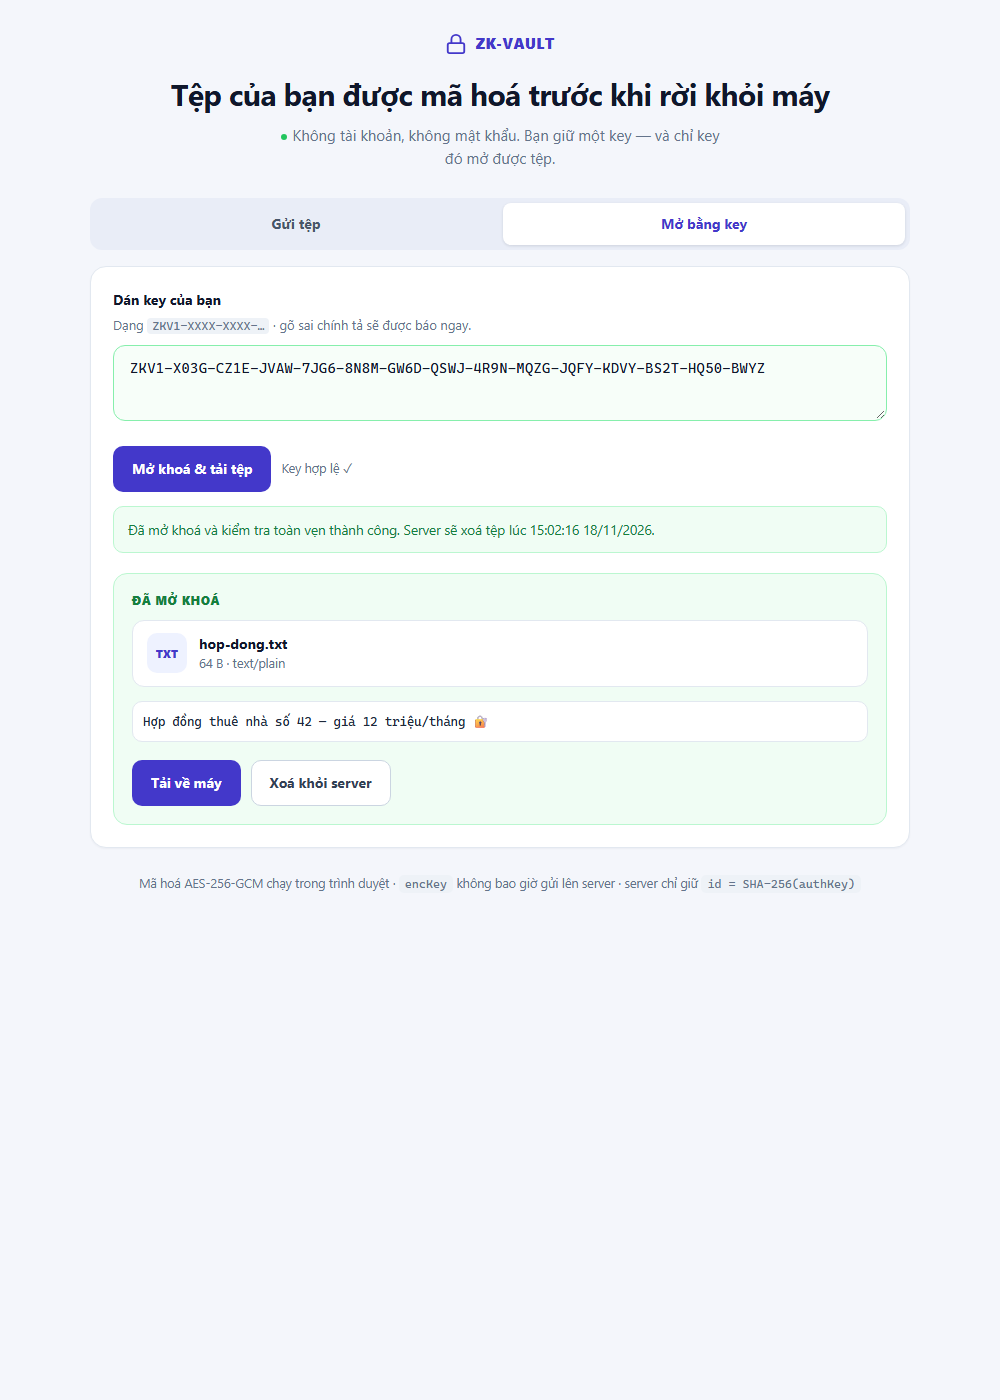 ZK-VAULT
Tệp của bạn được mã hoá trước khi rời khỏi máy
Không tài khoản, không mật khẩu. Bạn giữ một key — và chỉ key
đó mở được tệp.
Gửi tệp
Mở bằng key
Dán key của bạn
Dạng ZKV1-XXXX-XXXX-… · gõ sai chính tả sẽ được báo ngay.
ZKV1-X03G-CZ1E-JVAW-7JG6-8N8M-GW6D-QSWJ-4R9N-MQZG-JQFY-KDVY-BS2T-HQ50-BWYZ
Mở khoá & tải tệp
Key hợp lệ ✓
Đã mở khoá và kiểm tra toàn vẹn thành công. Server sẽ xoá tệp lúc 15:02:16 18/11/2026.
ĐÃ MỞ KHOÁ
TXT
hop-dong.txt
64 B · text/plain
Hợp đồng thuê nhà số 42 — giá 12 triệu/tháng 🔐
Tải về máy
Xoá khỏi server
Mã hoá AES-256-GCM chạy trong trình duyệt · encKey không bao giờ gửi lên server · server chỉ giữ id = SHA-256(authKey)